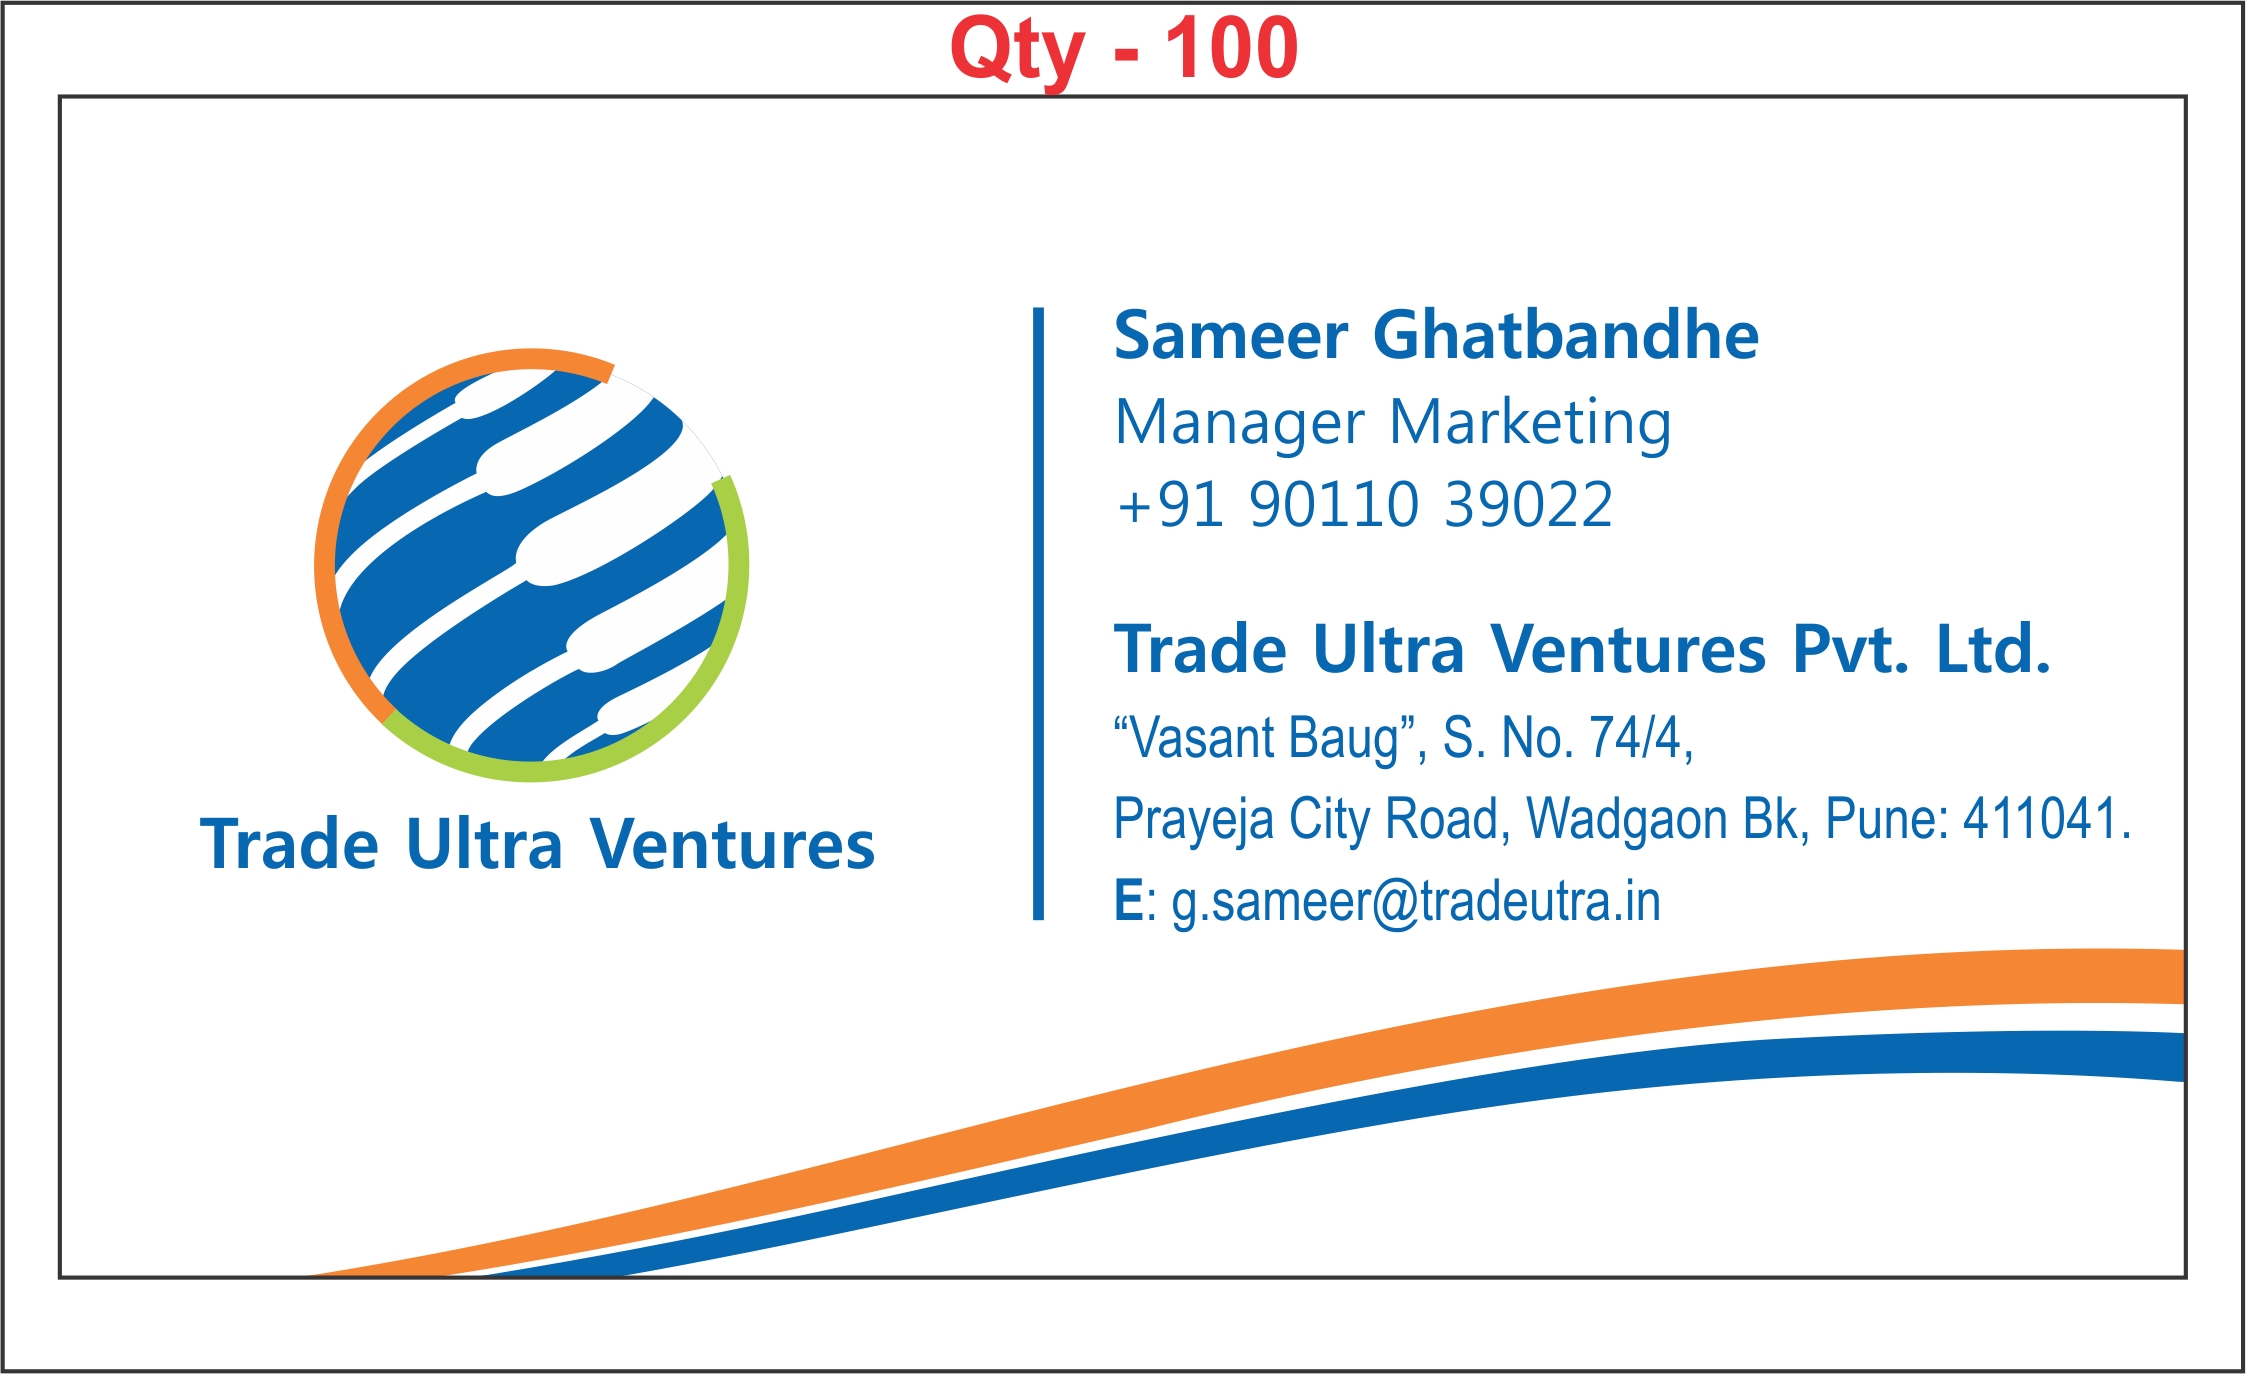 Qty - 100
Trade Ultra Ventures
Sameer Ghatbandhe
Manager Marketing
+91 90110 39022
Trade Ultra Ventures Pvt. Ltd.
“Vasant Baug”, S. No. 74/4,
Prayeja City Road, Wadgaon Bk, Pune: 411041.
E: g.sameer@tradeutra.in